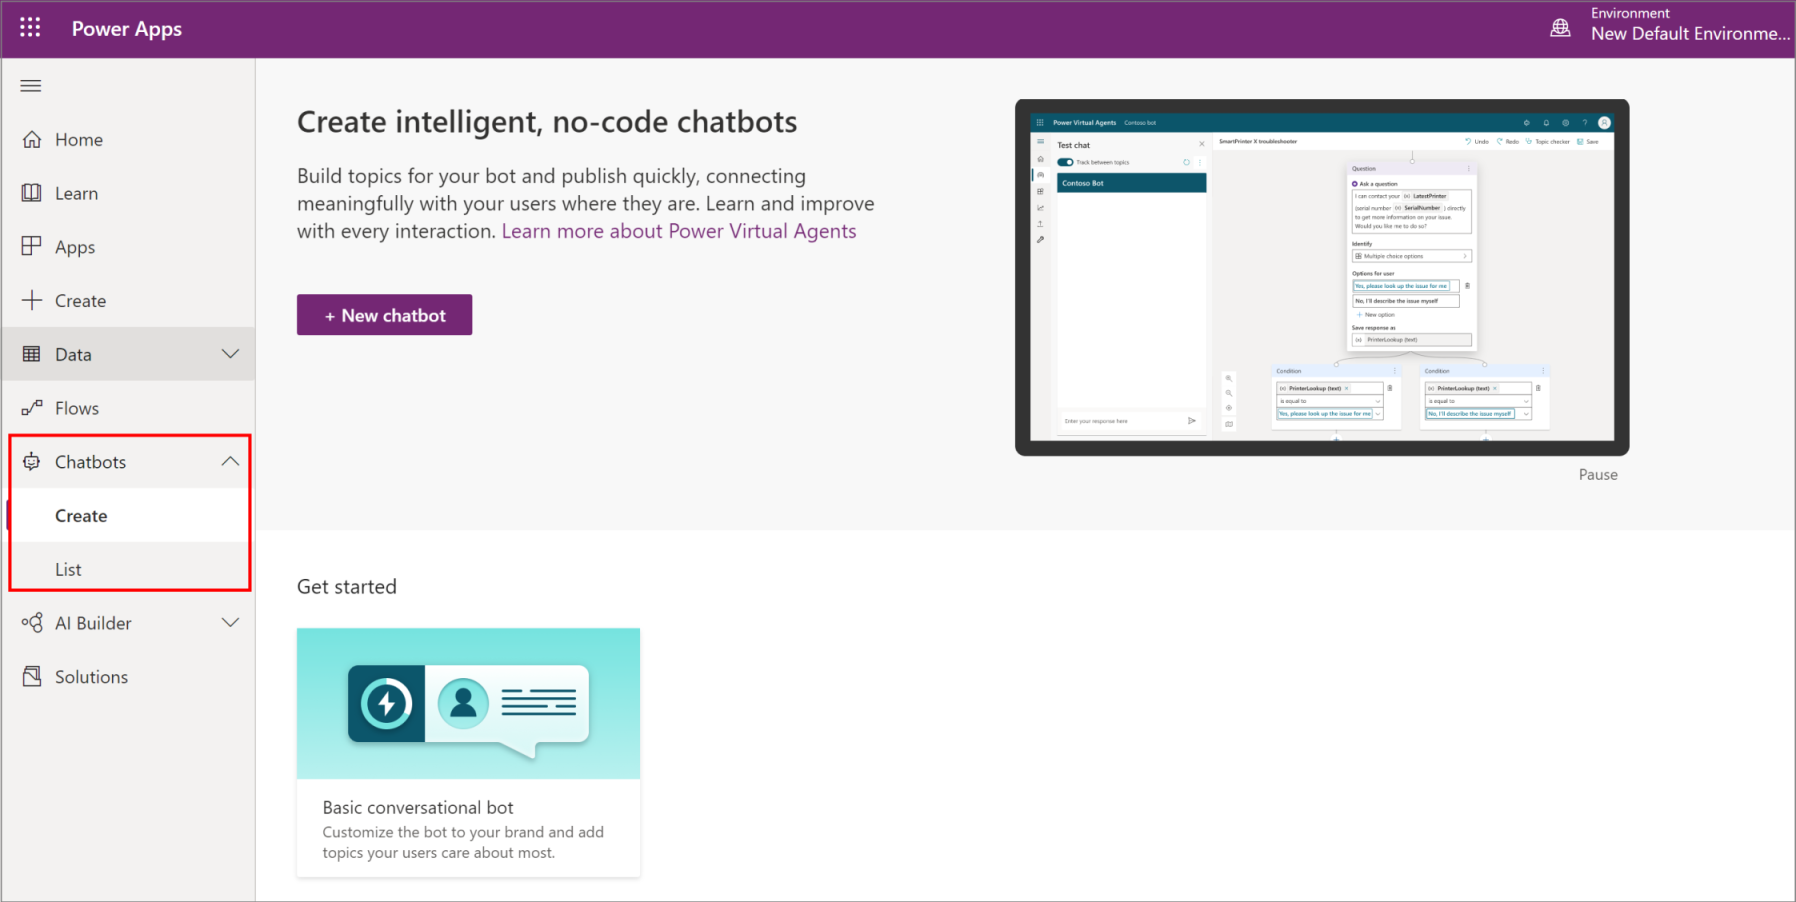 Power Apps
Environment
New Default Environme...
Home
Learn
Apps
Create
Data
Flows
Chatbots
Create
List
AI Builder
Solutions
Create intelligent, no-code chatbots
Build topics for your bot and publish quickly, connecting
meaningfully with your users where they are. Learn and improve
with every interaction. Learn more about Power Virtual Agents
+ New chatbot
Power Virtual Agents Contoso bot
Test chat
Track between topics
Contoso Bot
Enter your response here
SmartPrinter X troubleshooter
Undo Redo Topic checker Save
Question
Ask a question
I can contact your (x) LatestPrinter
(serial number (x) SerialNumber ) directly
to get more information on your issue.
Would you like me to do so?
Identify
Multiple choice options
Options for user
Yes, please look up the issue for me
No, I'll describe the issue myself
+ New option
Save response as
(x) PrinterLookup (text)
Condition
(x) PrinterLookup (text) ×
is equal to
Yes, please look up the issue for me
Condition
(x) PrinterLookup (text) ×
is equal to
No, I'll describe the issue myself
Pause
Get started
Basic conversational bot
Customize the bot to your brand and add
topics your users care about most.